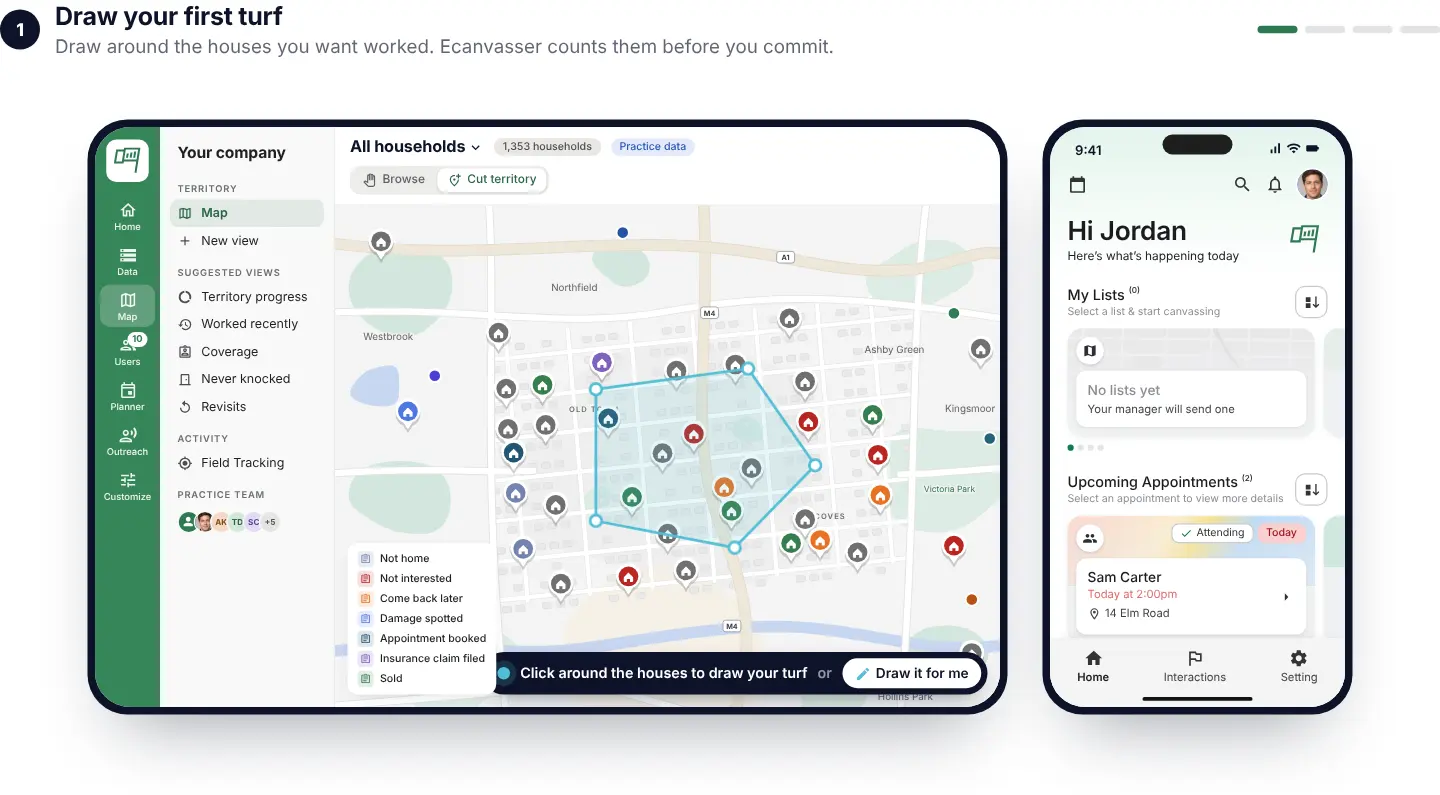 1
Draw your first turf
Draw around the houses you want worked. Ecanvasser counts them before you commit.
Home
Data
Map
10
Users
Planner
Outreach
Customize
Your company
TERRITORY
Map
New view
SUGGESTED VIEWS
Territory progress
Worked recently
Coverage
Never knocked
Revisits
ACTIVITY
Field Tracking
PRACTICE TEAM
AK
TD
SC
+5
All households
1,353 households
Practice data
Browse
Cut territory
A1
Northfield
M4
Westbrook
Ashby Green
Kingsmoor
Victoria Park
M4
Hollins Park
Not home
Not interested
Come back later
Damage spotted
Appointment booked
Insurance claim filed
Sold
Click around the houses to draw your turf or
Draw it for me
9:41
Hi Jordan
Here's what's happening today
My Lists (0)
Select a list & start canvassing
No lists yet
Your manager will send one
Upcoming Appointments (2)
Select an appointment to view more details
Attending
Today
Sam Carter
Today at 2:00pm
14 Elm Road
Home
Interactions
Setting